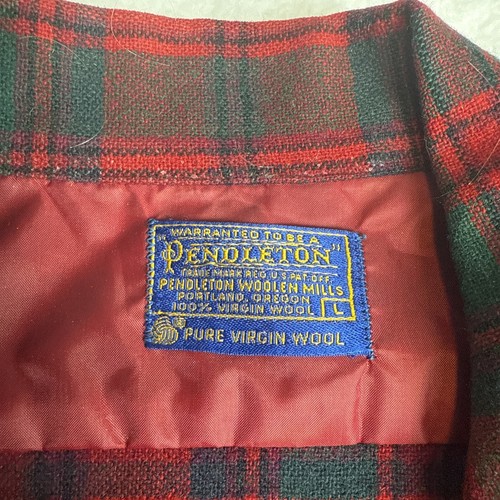 WARRANTED TO BE A
"PENDLETON"
TRADE MARK REG. U.S. PAT. OFF.
PENDLETON WOOLEN MILLS
PORTLAND, OREGON
100% VIRGIN WOOL L
® PURE VIRGIN WOOL